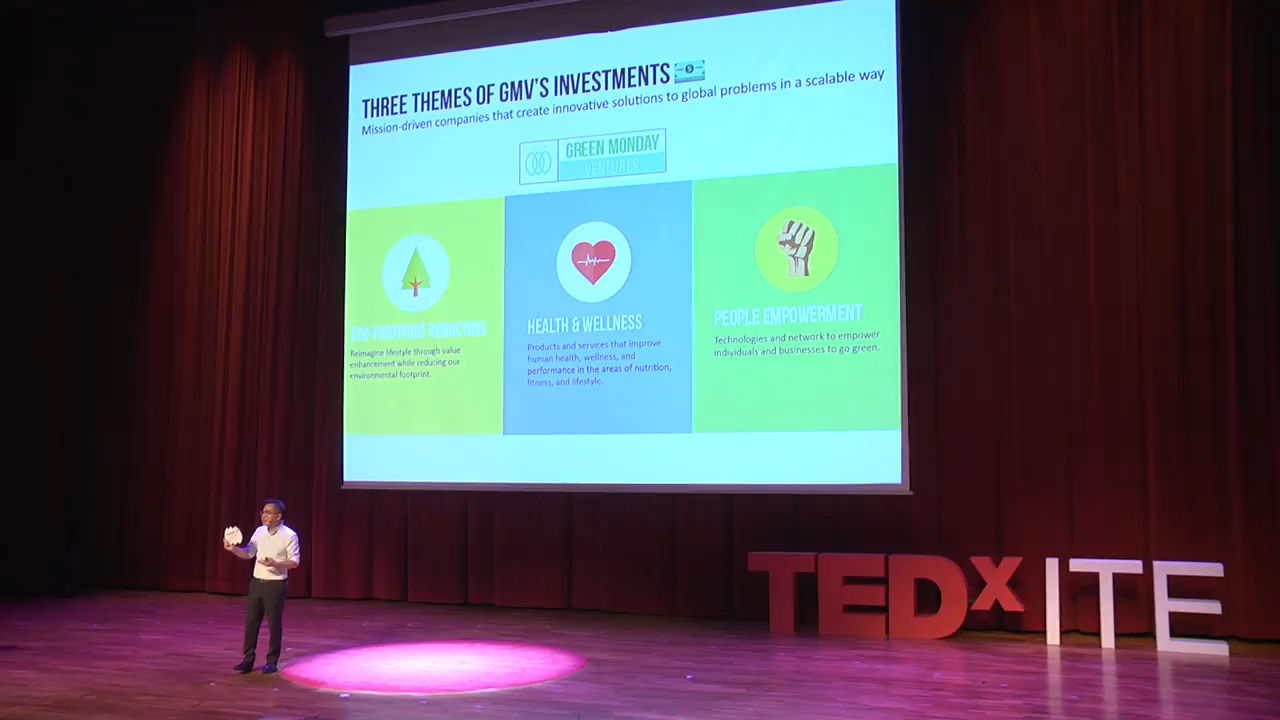 THREE THEMES OF GMV'S INVESTMENTS
Mission-driven companies that create innovative solutions to global problems in a scalable way
GREEN MONDAY
VENTURES
ECO-FOOTPRINT REDUCTION
Reimagine lifestyle through value
enhancement while reducing our
environmental footprint.
HEALTH & WELLNESS
Products and services that improve
human health, wellness, and
performance in the areas of nutrition,
fitness, and lifestyle.
PEOPLE EMPOWERMENT
Technologies and network to empower
individuals and businesses to go green.
TEDx ITE